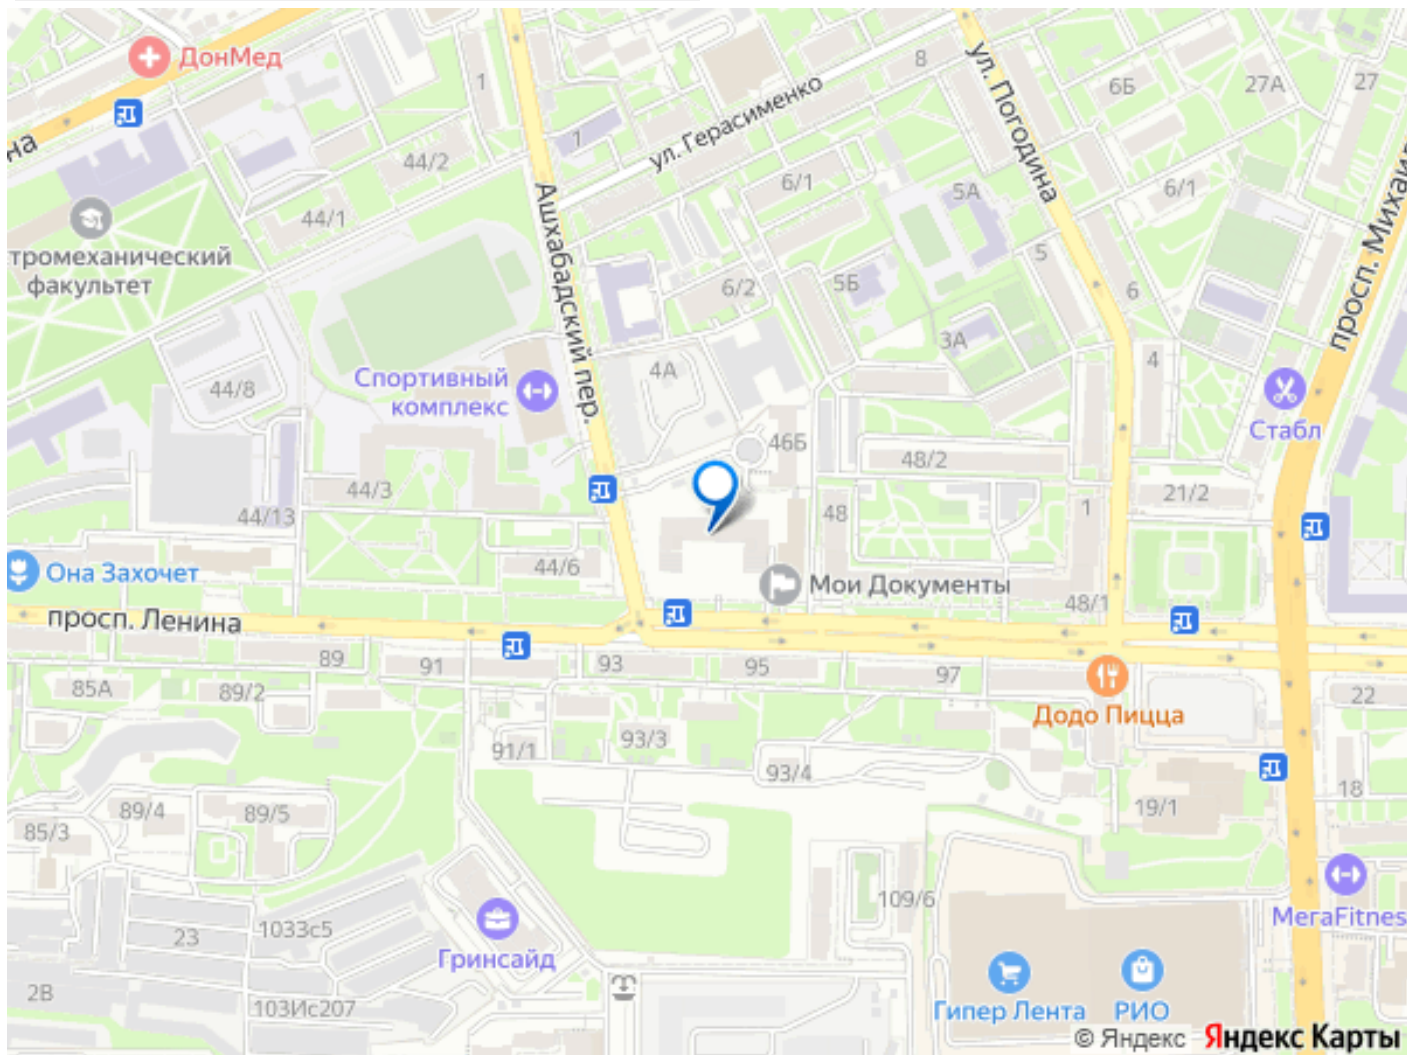 ДонМед
1
8
6Б
27А
27
на
44/2
1
ул. Герасименко
ул. Погодина
44/1
6/1
5А
6/1
тромеханический
факультет
Ашхабадский пер.
просп. Михаил
6/2
5Б
5
6
3А
4
44/8
Спортивный
комплекс
4А
Стабл
46Б
48/2
44/3
44/13
48
1
21/2
Она Захочет
44/6
Мои Документы
48/1
просп. Ленина
89
91
93
95
97
85А
89/2
22
Додо Пицца
91/1
93/3
93/4
89/4
89/5
85/3
19/1
18
109/6
МегаFitnes
23
1033с5
Гринсайд
2В
103Ис207
Гипер Лента
РИО
© Яндекс Яндекс Карты